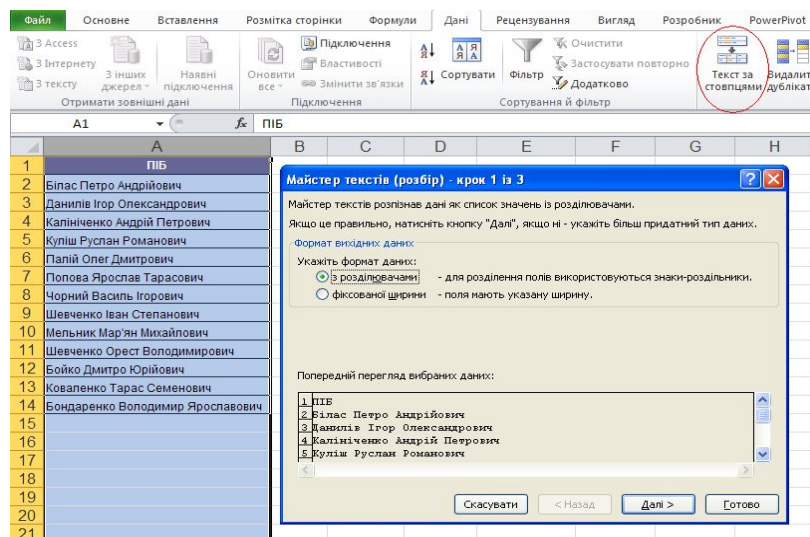 Файл Основне Вставлення Розмітка сторінки Формули Дані Рецензування Вигляд Розробник PowerPivot
З Access
З Інтернету
З тексту
З інших джерел
Наявні підключення
Отримати зовнішні дані
Оновити все
Підключення
Властивості
Змінити зв'язки
Підключення
Сортувати
Фільтр
Очистити
Застосувати повторно
Додатково
Сортування й фільтр
Текст за стовпцями
Видалит дублікат
A1 fx ПІБ
A B C D E F G H
1 ПІБ
2 Білас Петро Андрійович
3 Данилів Ігор Олександрович
4 Калініченко Андрій Петрович
5 Куліш Руслан Романович
6 Палій Олег Дмитрович
7 Попова Ярослав Тарасович
8 Чорний Василь Ігорович
9 Шевченко Іван Степанович
10 Мельник Мар'ян Михайлович
11 Шевченко Орест Володимирович
12 Бойко Дмитро Юрійович
13 Коваленко Тарас Семенович
14 Бондаренко Володимир Ярославович
15
16
17
18
19
20
21
Майстер текстів (розбір) - крок 1 із 3
Майстер текстів розпізнав дані як список значень із розділювачами.
Якщо це правильно, натисніть кнопку "Далі", якщо ні - укажіть більш придатний тип даних.
Формат вихідних даних
Укажіть формат даних:
з розділювачами - для розділення полів використовуються знаки-роздільники.
фіксованої ширини - поля мають указану ширину.
Попередній перегляд вибраних даних:
1 ПІБ
2 Білас Петро Андрійович
3 Данилів Ігор Олександрович
4 Калініченко Андрій Петрович
5 Куліш Руслан Романович
Скасувати < Назад Далі > Готово